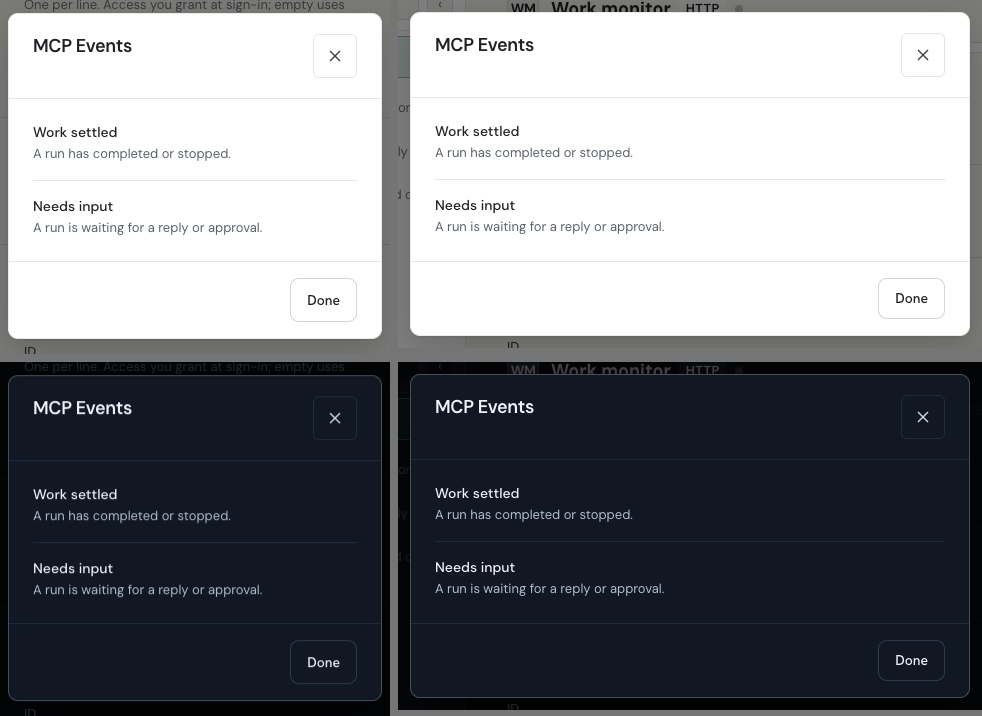 One per line. Access you grant at sign-in; empty uses
MCP Events
Work settled
A run has completed or stopped.
Needs input
A run is waiting for a reply or approval.
Done
ID
WM Work monitor HTTP
MCP Events
Work settled
A run has completed or stopped.
Needs input
A run is waiting for a reply or approval.
Done
ID
One per line. Access you grant at sign-in; empty uses
MCP Events
Work settled
A run has completed or stopped.
Needs input
A run is waiting for a reply or approval.
Done
ID
WM Work monitor HTTP
MCP Events
Work settled
A run has completed or stopped.
Needs input
A run is waiting for a reply or approval.
Done
ID